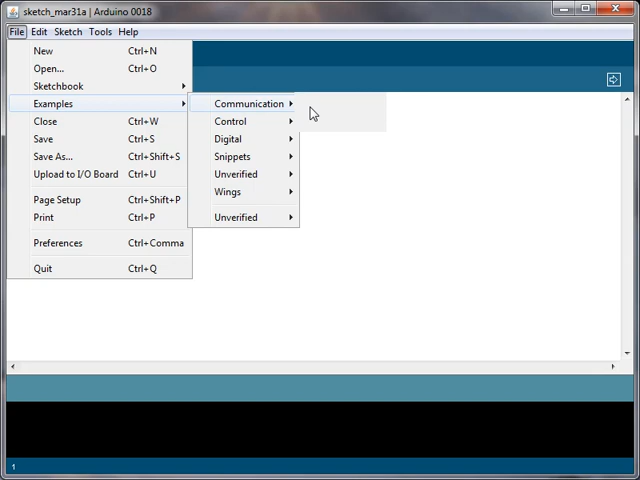 sketch_mar31a | Arduino 0018
File Edit Sketch Tools Help
New Ctrl+N
Open... Ctrl+O
Sketchbook
Examples
Close Ctrl+W
Save Ctrl+S
Save As... Ctrl+Shift+S
Upload to I/O Board Ctrl+U
Page Setup Ctrl+Shift+P
Print Ctrl+P
Preferences Ctrl+Comma
Quit Ctrl+Q
Communication
Control
Digital
Snippets
Unverified
Wings
Unverified
1